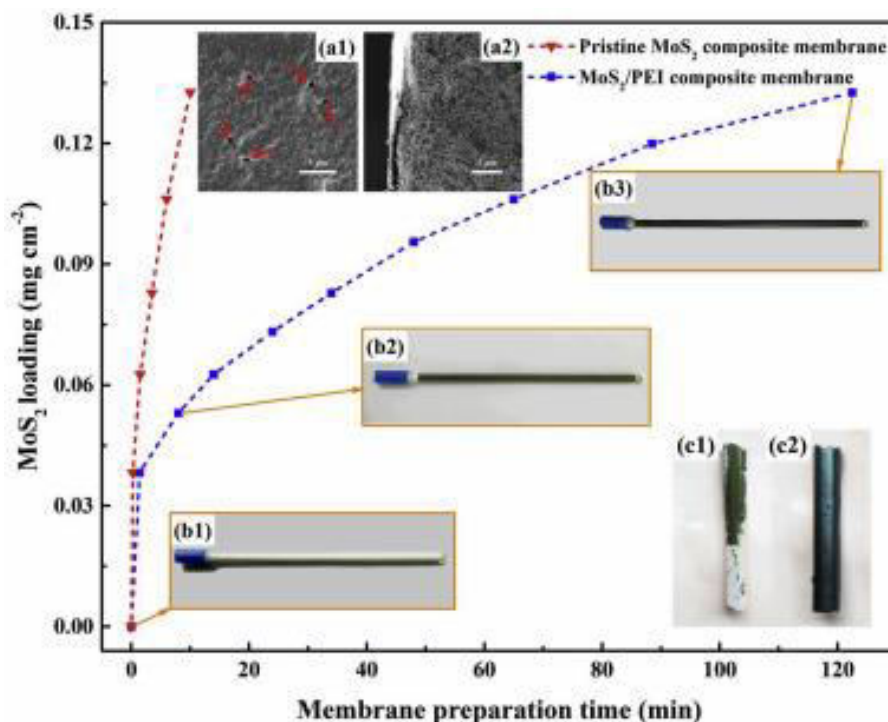 0.15
0.12
0.09
0.06
0.03
0.00
MoS₂ loading (mg cm⁻²)
(a1)
(a2)
Pristine MoS₂ composite membrane
MoS₂/PEI composite membrane
(b3)
(b2)
(b1)
(c1)
(c2)
0 20 40 60 80 100 120
Membrane preparation time (min)